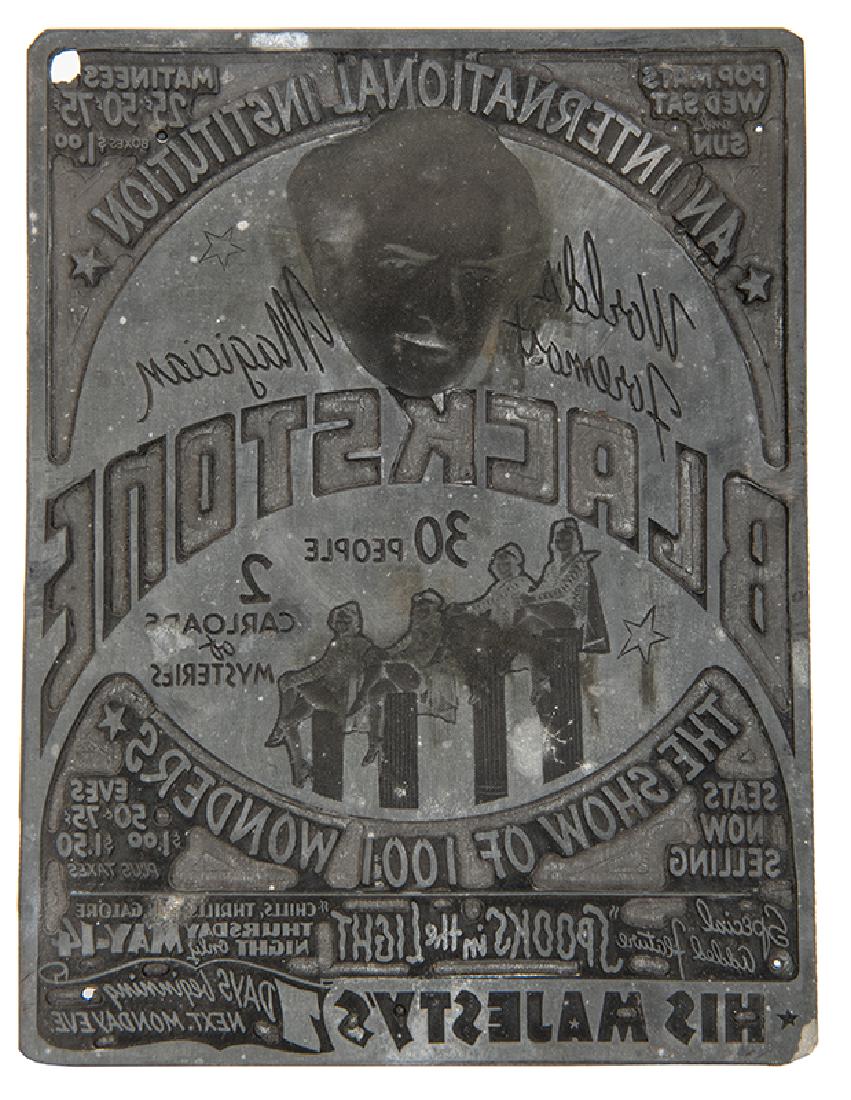 POP MATS
WED SAT
and
SUN
MATINEES
25¢ 50¢ 75¢
BOXES $1.00
AN INTERNATIONAL INSTITUTION
World's
Foremost
Magician
BLACKSTONE
30 PEOPLE
2
CARLOADS
of
MYSTERIES
THE SHOW OF 1001 WONDERS
SEATS
NOW
SELLING
EVES
50¢ 75¢
$1.00 $1.50
PLUS TAXES
Special
added feature
"SPOOKS in the LIGHT"
CHILLS, THRILLS, GALORE
THURSDAY MAY-14
NIGHT only
HIS MAJESTY'S
7 DAYS beginning
NEXT. MONDAY EVE.